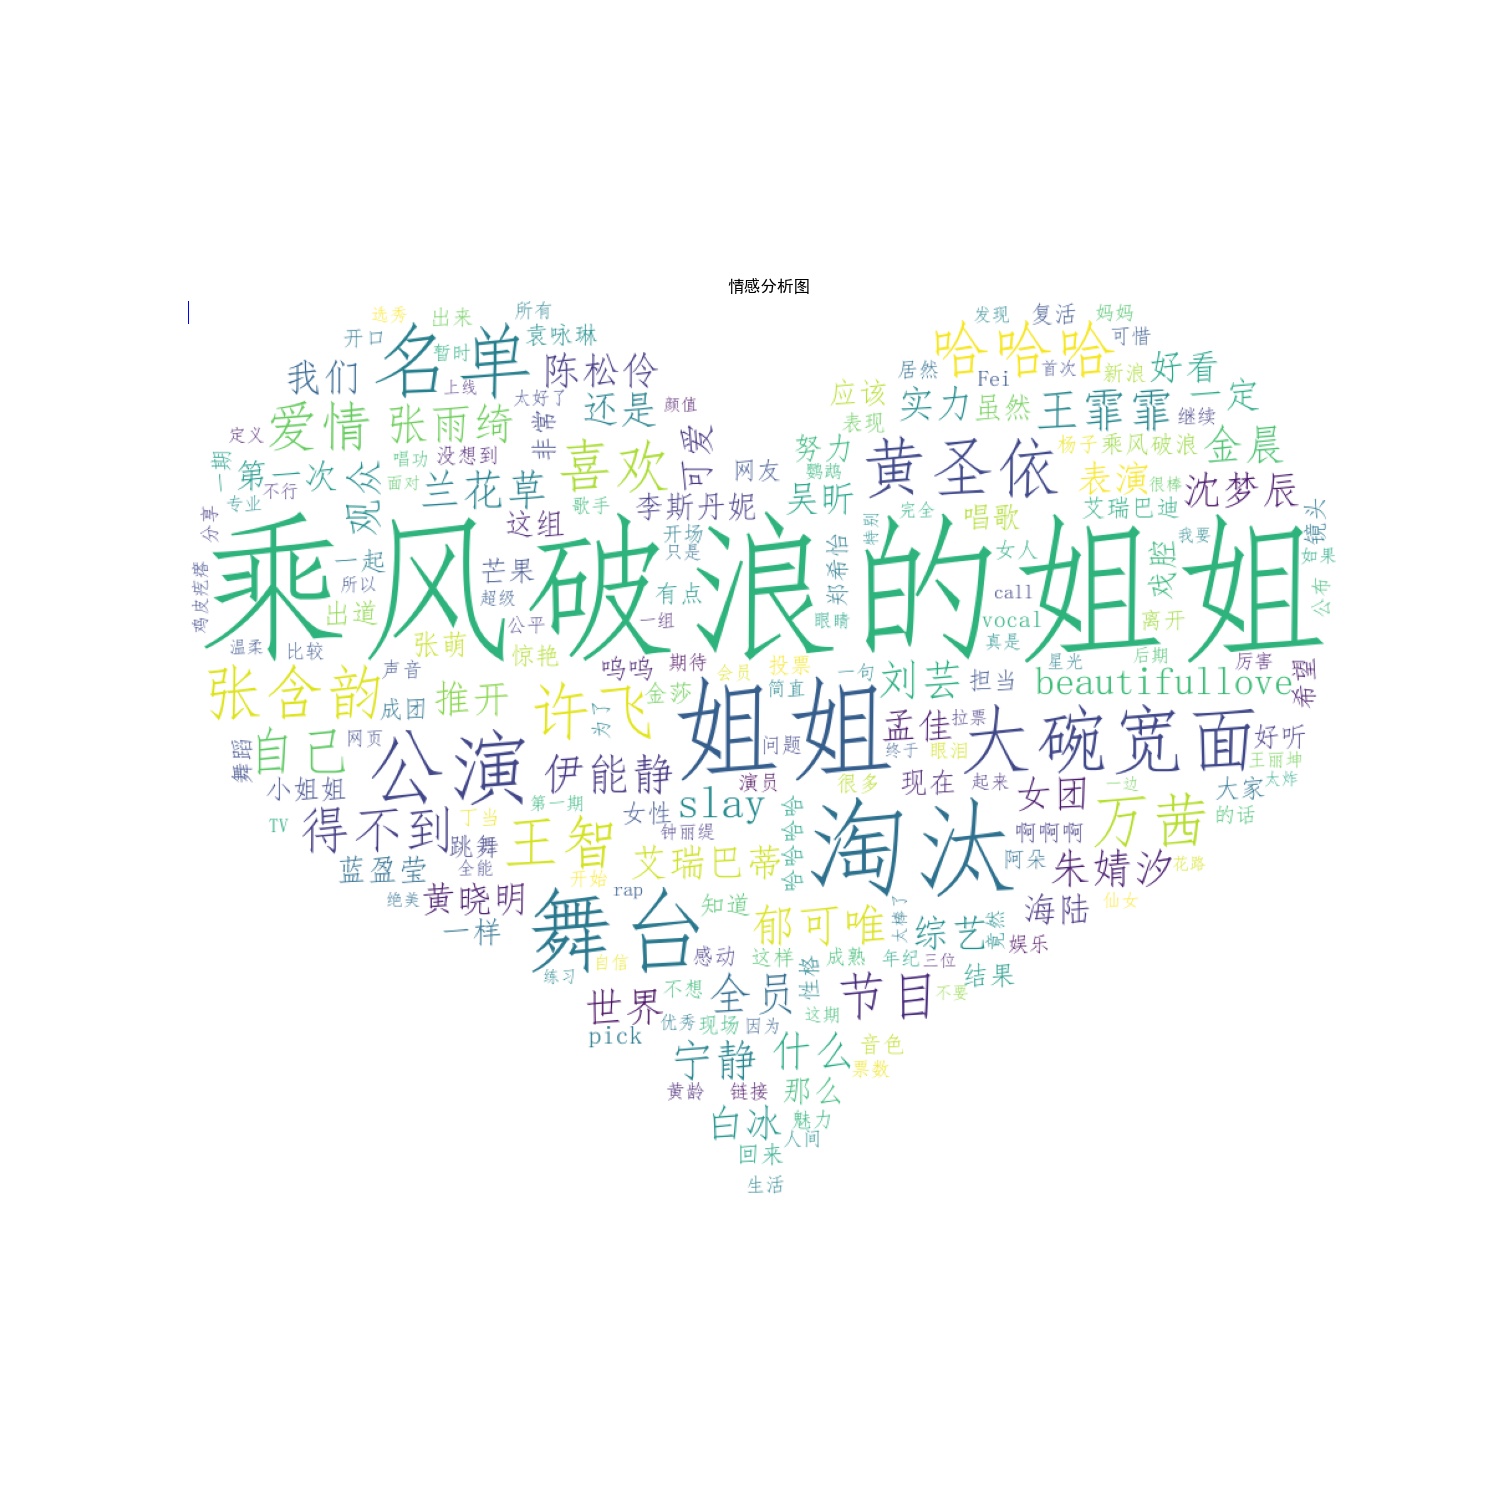 情感分析图
选秀
出来
所有
发现
复活
妈妈
开口
名单
暂时
袁咏琳
哈哈哈
可惜
我们
上线
陈松伶
居然
Fei
首次
新浪
好看
太好了
爱情
张雨绮
非常
还是
颜值
应该
表现
实力
虽然
王霏霏
继续
一定
定义
唱功
没想到
喜欢
可爱
努力
黄圣依
杨子
乘风破浪
金晨
一期
第一次
不行
观众
面对
兰花草
网友
鹦鹉
吴昕
表演
很棒
沈梦辰
专业
歌手
李斯丹妮
完全
唱歌
艾瑞巴迪
镜头
分享
这组
开场
只是
特别
女人
戏腔
我要
如果
乘风破浪的姐姐
鸡皮疙瘩
一起
所以
芒果
超级
有点
郑希怡
call
公布
出道
公平
一组
眼睛
vocal
真是
离开
温柔
比较
张萌
惊艳
声音
呜呜
期待
会员
投票
一句
星光
后期
厉害
希望
张含韵
成团
推开
许飞
为了
金莎
简直
刘芸
担当
beautifullove
舞蹈
自己
网页
公演
姐姐
问题
孟佳
拉票
终于
眼泪
大碗宽面
好听
王丽坤
太炸
小姐姐
伊能静
演员
很多
现在
起来
女团
一边
大家
的话
TV
得不到
丁当
第一期
女性
slay
哈哈哈哈
淘汰
万茜
跳舞
王智
钟丽缇
啊啊啊
蓝盈莹
全能
开始
艾瑞巴蒂
阿朵
朱婧汐
花路
绝美
黄晓明
rap
知道
太棒了
海陆
仙女
一样
舞台
郁可唯
综艺
竟然
娱乐
练习
自信
感动
这样
成熟
年纪
三位
结果
世界
不想
全员
性格
节目
不要
pick
优秀
现场
因为
这期
宁静
什么
音色
票数
黄龄
链接
那么
白冰
魅力
人间
回来
生活